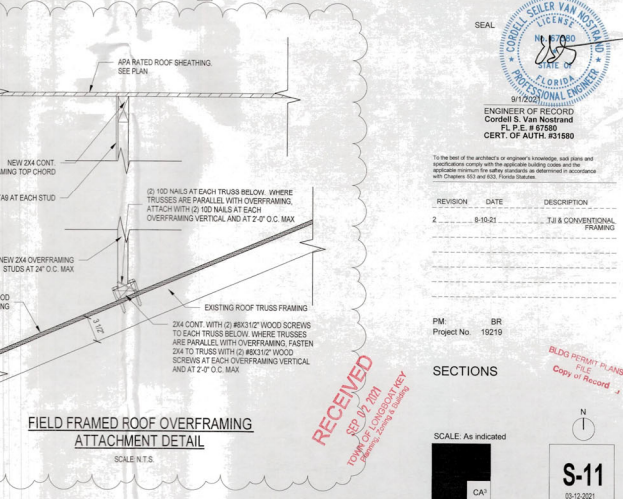 APA RATED ROOF SHEATHING.
SEE PLAN
NEW 2X4 CONT.
TOP CHORD
AT EACH STUD
(2) 10D NAILS AT EACH TRUSS BELOW. WHERE
TRUSSES ARE PARALLEL WITH OVERFRAMING,
ATTACH WITH (2) 10D NAILS AT EACH
OVERFRAMING VERTICAL AND AT 2'-0" O.C. MAX
NEW 2X4 OVERFRAMING
STUDS AT 24" O.C. MAX
EXISTING ROOF TRUSS FRAMING
3 1/2"
2X4 CONT. WITH (2) #8X31/2" WOOD SCREWS
TO EACH TRUSS BELOW. WHERE TRUSSES
ARE PARALLEL WITH OVERFRAMING, FASTEN
2X4 TO TRUSS WITH (2) #8X31/2" WOOD
SCREWS AT EACH OVERFRAMING VERTICAL
AND AT 2'-0" O.C. MAX
FIELD FRAMED ROOF OVERFRAMING
ATTACHMENT DETAIL
SCALE: N.T.S.
RECEIVED
SEP 02 2021
TOWN OF LONGBOAT KEY
Planning, Zoning & Building
SEAL
CORDELL SEILER VAN NOSTRAND
LICENSE
No. 67580
STATE OF
FLORIDA
PROFESSIONAL ENGINEER
9/1/2021
ENGINEER OF RECORD
Cordell S. Van Nostrand
FL P.E. # 67580
CERT. OF AUTH. #31580
To the best of the architect's or engineer's knowledge, sadi plans and
specifications comply with the applicable building codes and the
applicable minimum fire saftey standards as determined in accordance
with Chapters 553 and 633, Florida Statutes.
REVISION DATE DESCRIPTION
2 8-10-21 TJI & CONVENTIONAL
FRAMING
PM: BR
Project No. 19219
BLDG PERMIT PLANS
FILE
Copy of Record
SECTIONS
SCALE: As indicated
N
CA³
S-11
03-12-2021